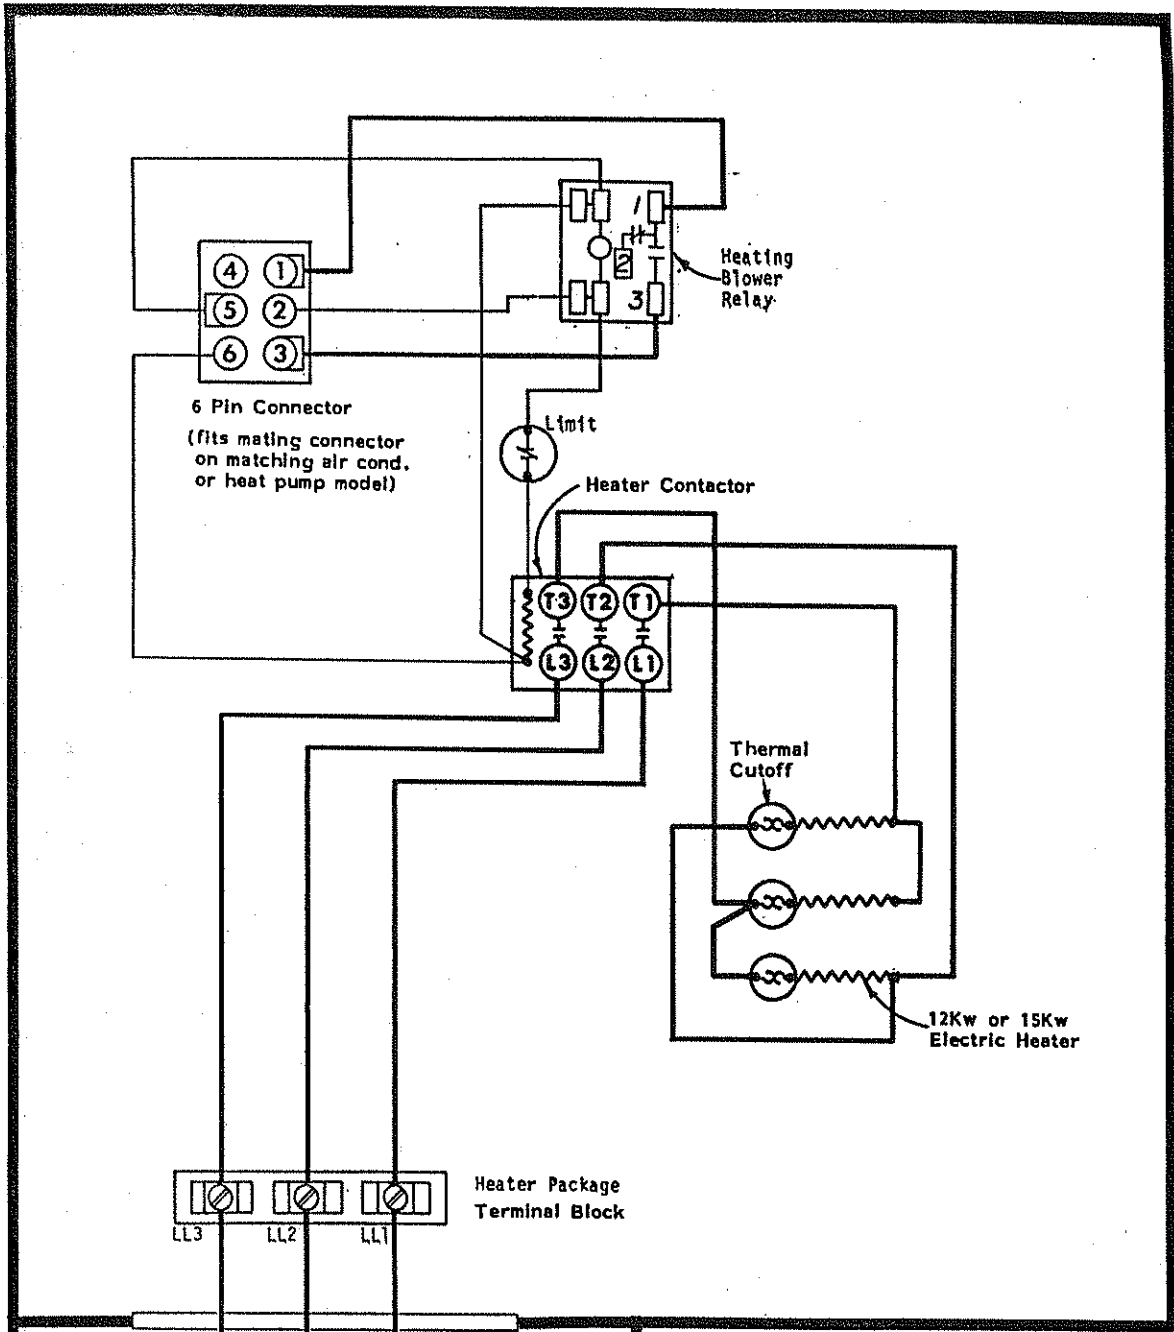 1
2
3
Heating
Blower
Relay
4 1
5 2
6 3
6 Pin Connector
(fits mating connector
on matching air cond.
or heat pump model)
Limit
Heater Contactor
T3 T2 T1
L3 L2 L1
Thermal
Cutoff
12Kw or 15Kw
Electric Heater
Heater Package
Terminal Block
LL3 LL2 LL1